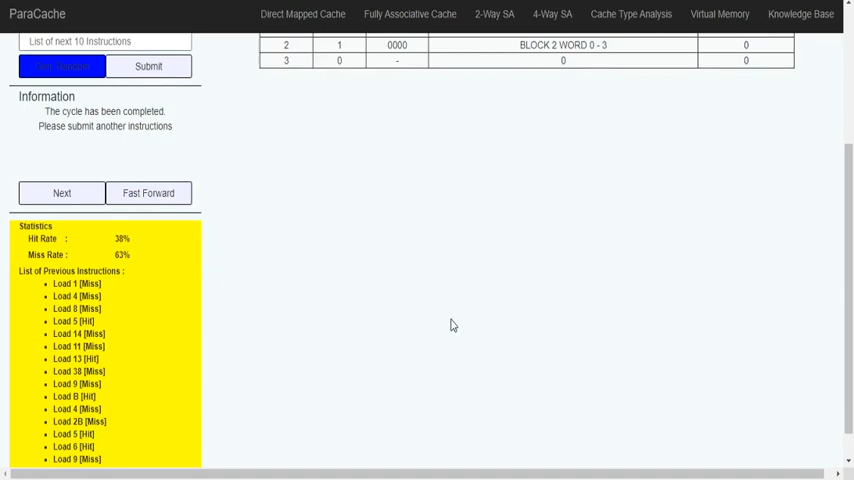 ParaCache Direct Mapped Cache Fully Associative Cache 2-Way SA 4-Way SA Cache Type Analysis Virtual Memory Knowledge Base
List of next 10 Instructions
2 1 0000 BLOCK 2 WORD 0 - 3 0
3 0 - 0 0
Submit
Information
The cycle has been completed.
Please submit another instructions
Next Fast Forward
Statistics
Hit Rate : 38%
Miss Rate : 63%
List of Previous Instructions :
• Load 1 [Miss]
• Load 4 [Miss]
• Load 8 [Miss]
• Load 5 [Hit]
• Load 14 [Miss]
• Load 11 [Miss]
• Load 13 [Hit]
• Load 38 [Miss]
• Load 9 [Miss]
• Load B [Hit]
• Load 4 [Miss]
• Load 2B [Miss]
• Load 5 [Hit]
• Load 6 [Hit]
• Load 9 [Miss]